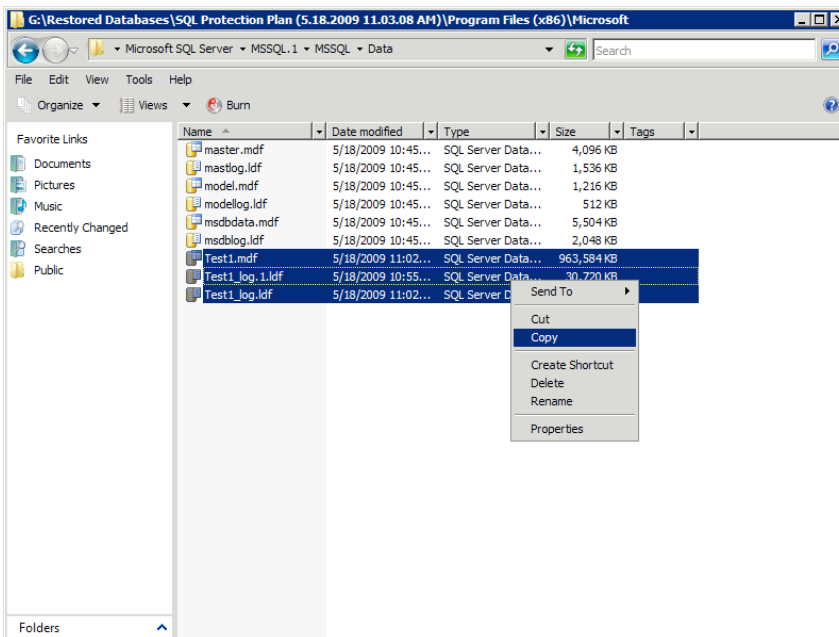 G:\Restored Databases\SQL Protection Plan (5.18.2009 11.03.08 AM)\Program Files (x86)\Microsoft
Microsoft SQL Server MSSQL.1 MSSQL Data Search
File Edit View Tools Help
Organize Views Burn
Favorite Links
Documents
Pictures
Music
Recently Changed
Searches
Public
Folders
Name Date modified Type Size Tags
master.mdf 5/18/2009 10:45... SQL Server Data... 4,096 KB
mastlog.ldf 5/18/2009 10:45... SQL Server Data... 1,536 KB
model.mdf 5/18/2009 10:45... SQL Server Data... 1,216 KB
modellog.ldf 5/18/2009 10:45... SQL Server Data... 512 KB
msdbdata.mdf 5/18/2009 10:45... SQL Server Data... 5,504 KB
msdblog.ldf 5/18/2009 10:45... SQL Server Data... 2,048 KB
Test1.mdf 5/18/2009 11:02... SQL Server Data... 963,584 KB
Test1_log.1.ldf 5/18/2009 10:55... SQL Server Data... 30,720 KB
Test1_log.ldf 5/18/2009 11:02... SQL Server D
Send To
Cut
Copy
Create Shortcut
Delete
Rename
Properties